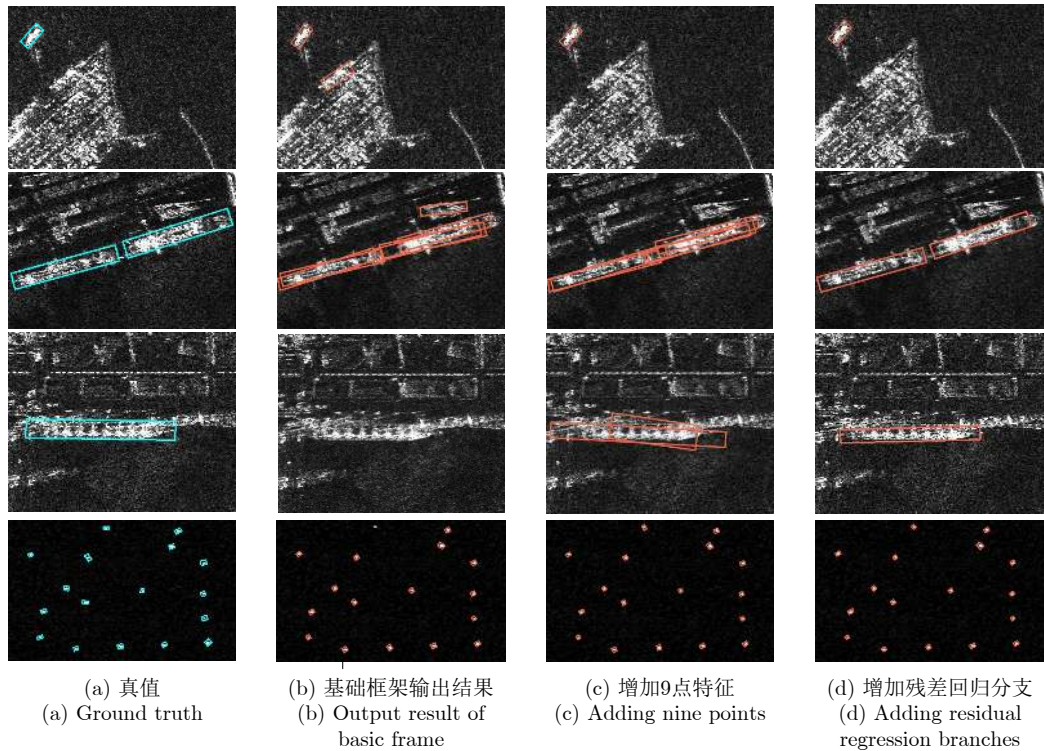 (a) 真值
(a) Ground truth
(b) 基础框架输出结果
(b) Output result of
basic frame
(c) 增加9点特征
(c) Adding nine points
(d) 增加残差回归分支
(d) Adding residual
regression branches